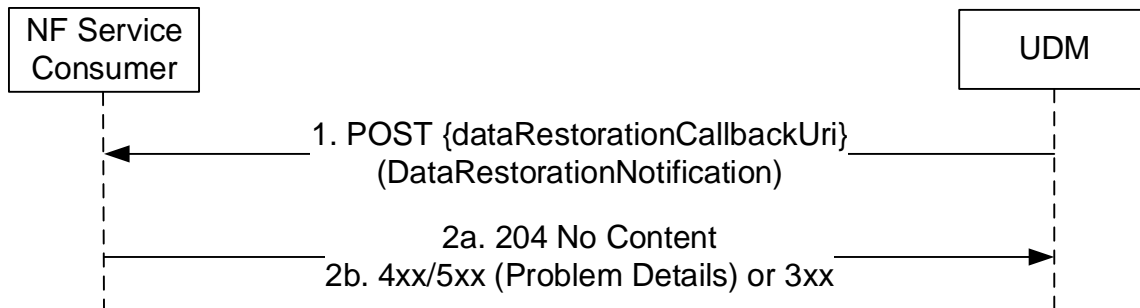 NF Service
Consumer
UDM
1. POST {dataRestorationCallbackUri}
(DataRestorationNotification)
2a. 204 No Content
2b. 4xx/5xx (Problem Details) or 3xx